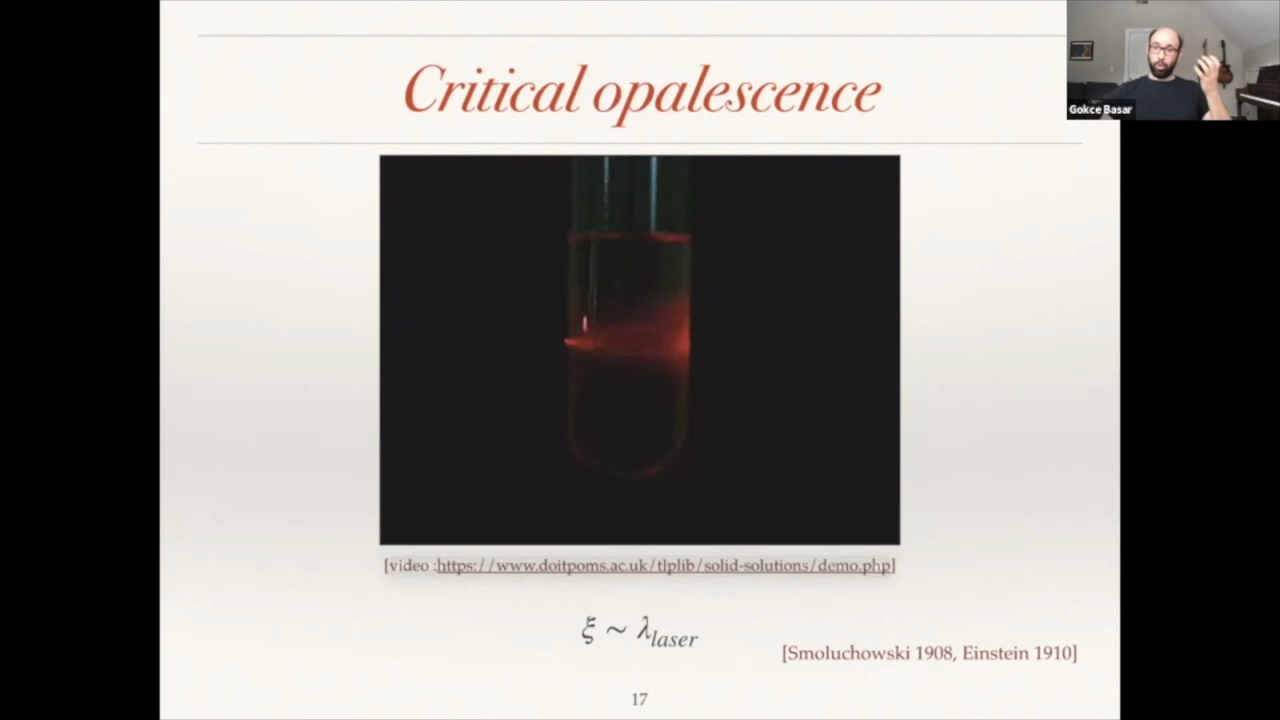 Critical opalescence
Gokce Basar
[video :https://www.doitpoms.ac.uk/tlplib/solid-solutions/demo.php]
ξ ~ λlaser
[Smoluchowski 1908, Einstein 1910]
17